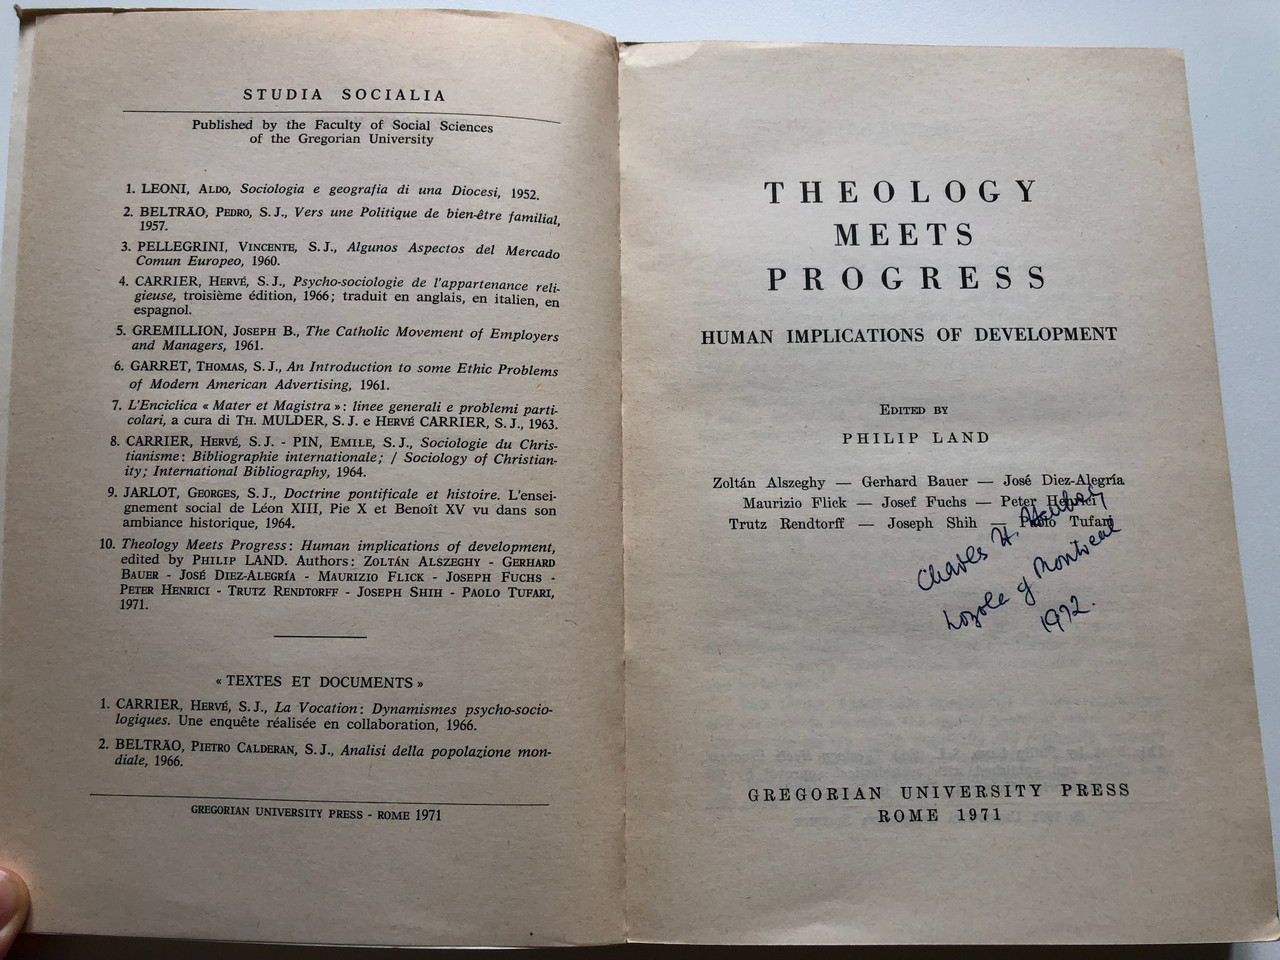 STUDIA SOCIALIA
Published by the Faculty of Social Sciences
of the Gregorian University
1. LEONI, ALDO, Sociologia e geografia di una Diocesi, 1952.
2. BELTRÃO, PEDRO, S. J., Vers une Politique de bien-être familial,
1957.
3. PELLEGRINI, VINCENTE, S. J., Algunos Aspectos del Mercado
Comun Europeo, 1960.
4. CARRIER, HERVÉ, S. J., Psycho-sociologie de l'appartenance reli-
gieuse, troisième édition, 1966; traduit en anglais, en italien, en
espagnol.
5. GREMILLION, JOSEPH B., The Catholic Movement of Employers
and Managers, 1961.
6. GARRET, THOMAS, S. J., An Introduction to some Ethic Problems
of Modern American Advertising, 1961.
7. L'Enciclica « Mater et Magistra »: linee generali e problemi parti-
colari, a cura di TH. MULDER, S. J. e HERVÉ CARRIER, S. J., 1963.
8. CARRIER, HERVÉ, S. J. - PIN, EMILE, S. J., Sociologie du Chris-
tianisme: Bibliographie internationale; / Sociology of Christian-
ity; International Bibliography, 1964.
9. JARLOT, GEORGES, S. J., Doctrine pontificale et histoire. L'ensei-
gnement social de Léon XIII, Pie X et Benoît XV vu dans son
ambiance historique, 1964.
10. Theology Meets Progress: Human implications of development,
edited by PHILIP LAND. Authors: ZOLTÁN ALSZEGHY - GERHARD
BAUER - JOSÉ DIEZ-ALEGRÍA - MAURIZIO FLICK - JOSEPH FUCHS -
PETER HENRICI - TRUTZ RENDTORFF - JOSEPH SHIH - PAOLO TUFARI,
1971.
« TEXTES ET DOCUMENTS »
1. CARRIER, HERVÉ, S. J., La Vocation: Dynamismes psycho-socio-
logiques. Une enquête réalisée en collaboration, 1966.
2. BELTRÃO, PIETRO CALDERAN, S. J., Analisi della popolazione mon-
diale, 1966.
GREGORIAN UNIVERSITY PRESS - ROME 1971
THEOLOGY
MEETS
PROGRESS
HUMAN IMPLICATIONS OF DEVELOPMENT
EDITED BY
PHILIP LAND
Zoltán Alszeghy — Gerhard Bauer — José Diez-Alegría
Maurizio Flick — Josef Fuchs — Peter Henrici
Trutz Rendtorff — Joseph Shih — Paolo Tufari
Charles H.
Loyola of Montreal
1972.
GREGORIAN UNIVERSITY PRESS
ROME 1971